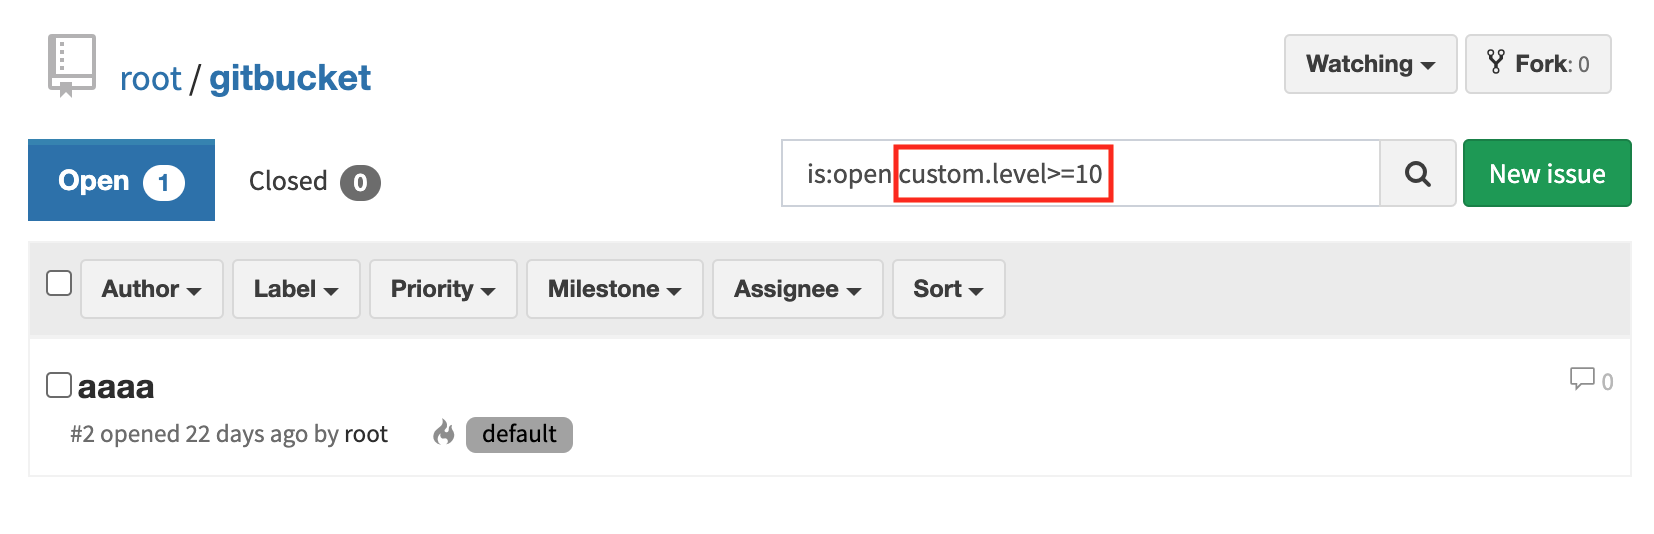 root / gitbucket
Watching
Fork: 0
Open 1
Closed 0
is:open custom.level>=10
New issue
Author
Label
Priority
Milestone
Assignee
Sort
aaaa
0
#2 opened 22 days ago by root
default